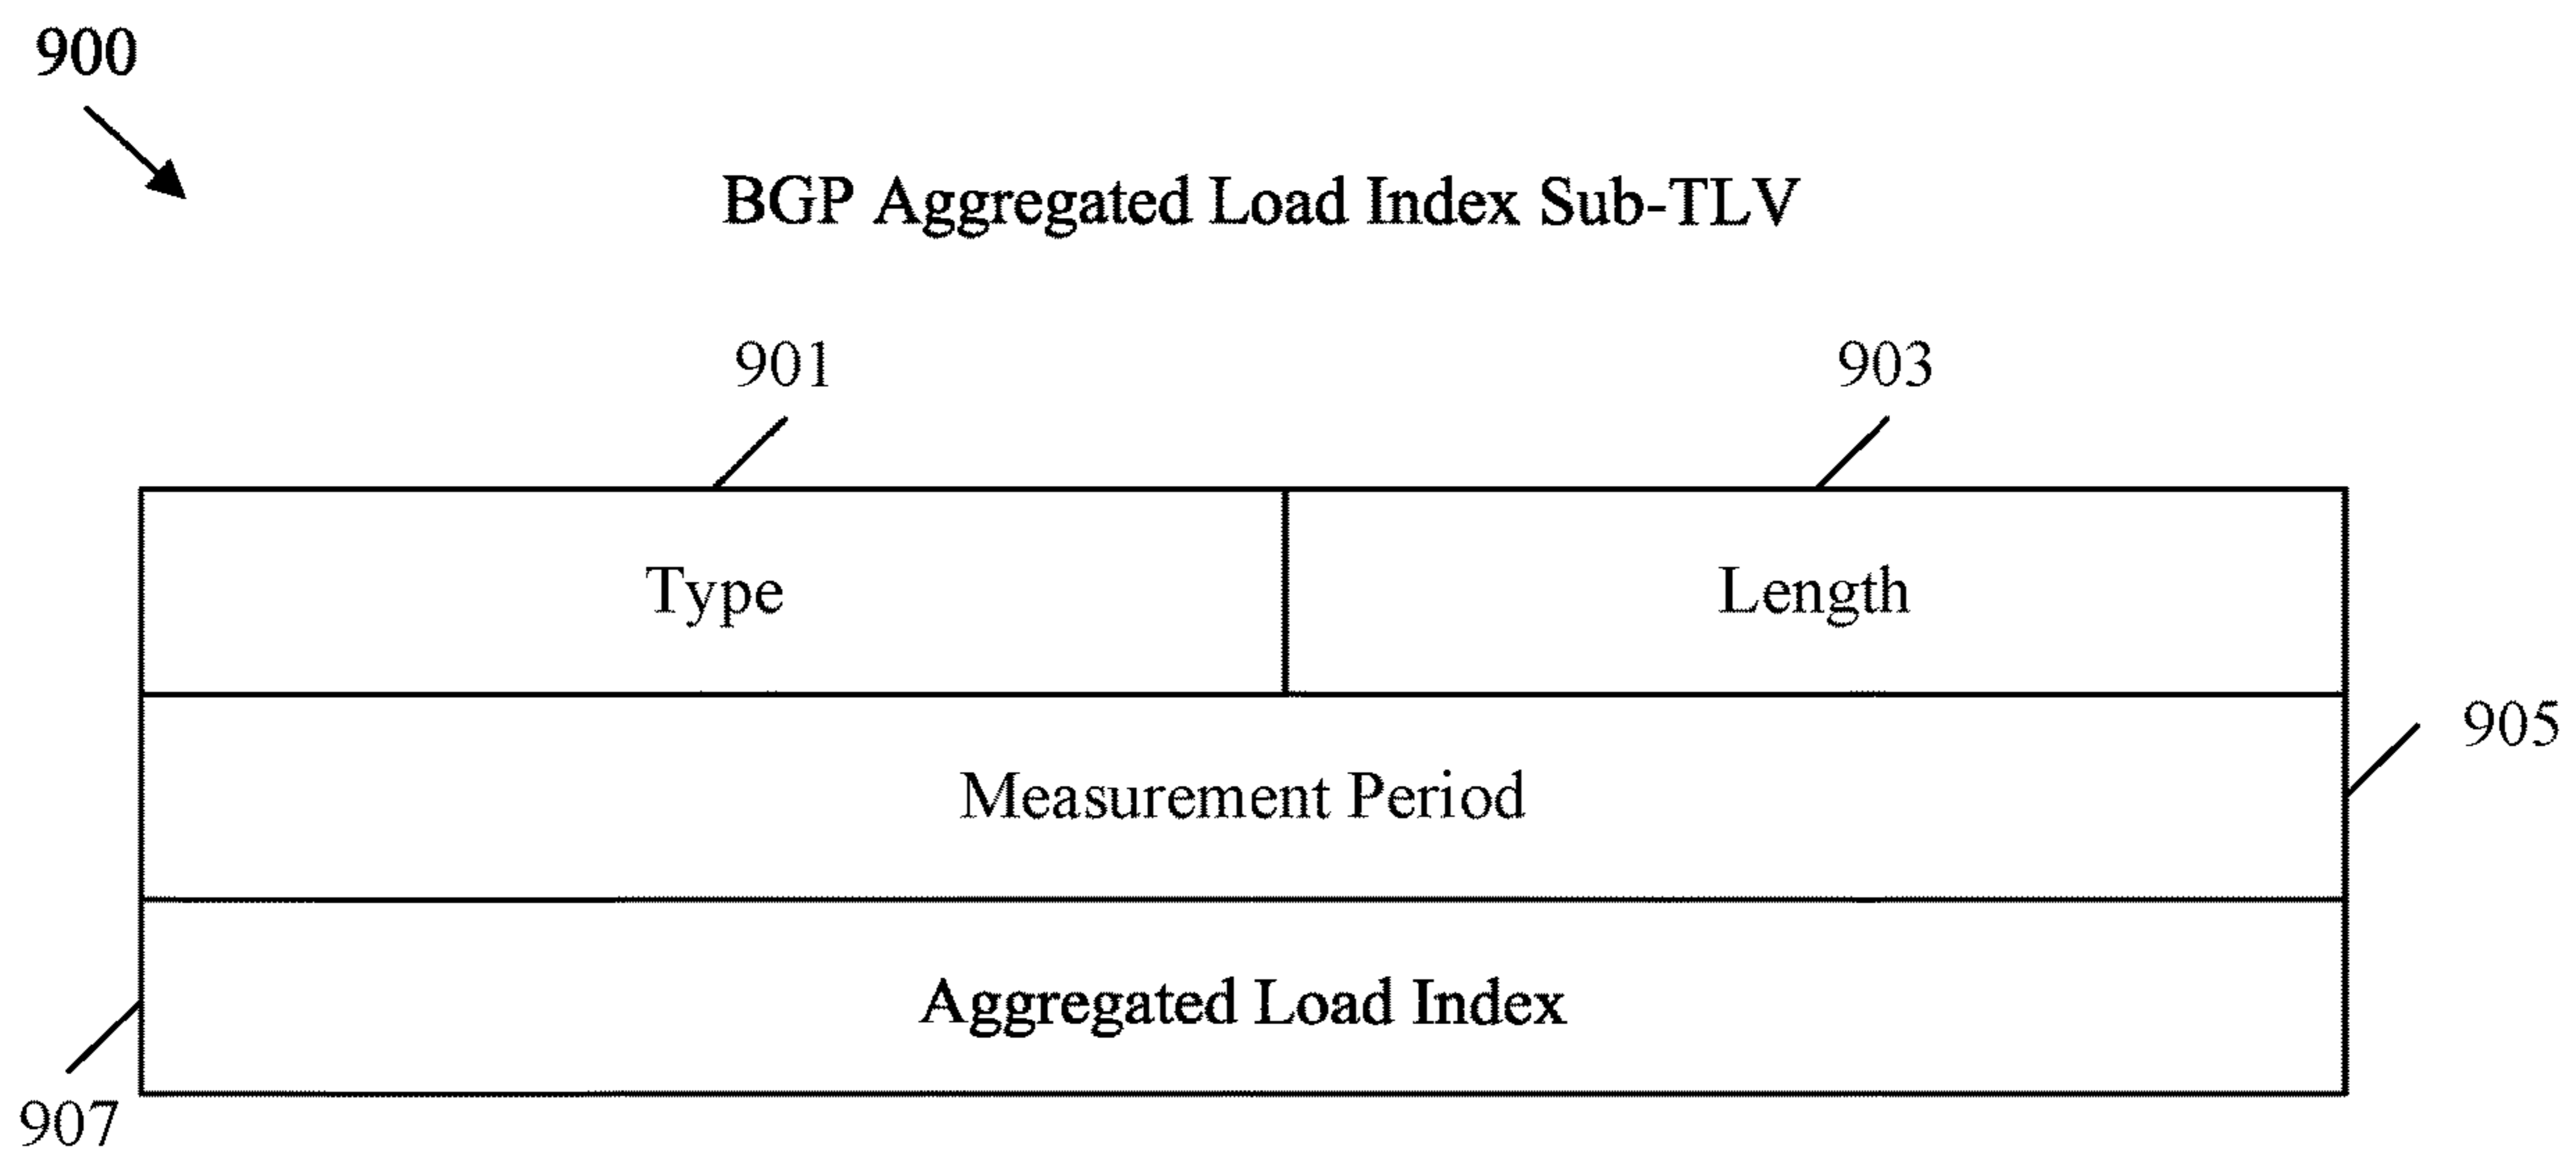 900
BGP Aggregated Load Index Sub-TLV
901
903
Type
Length
905
Measurement Period
Aggregated Load Index
907